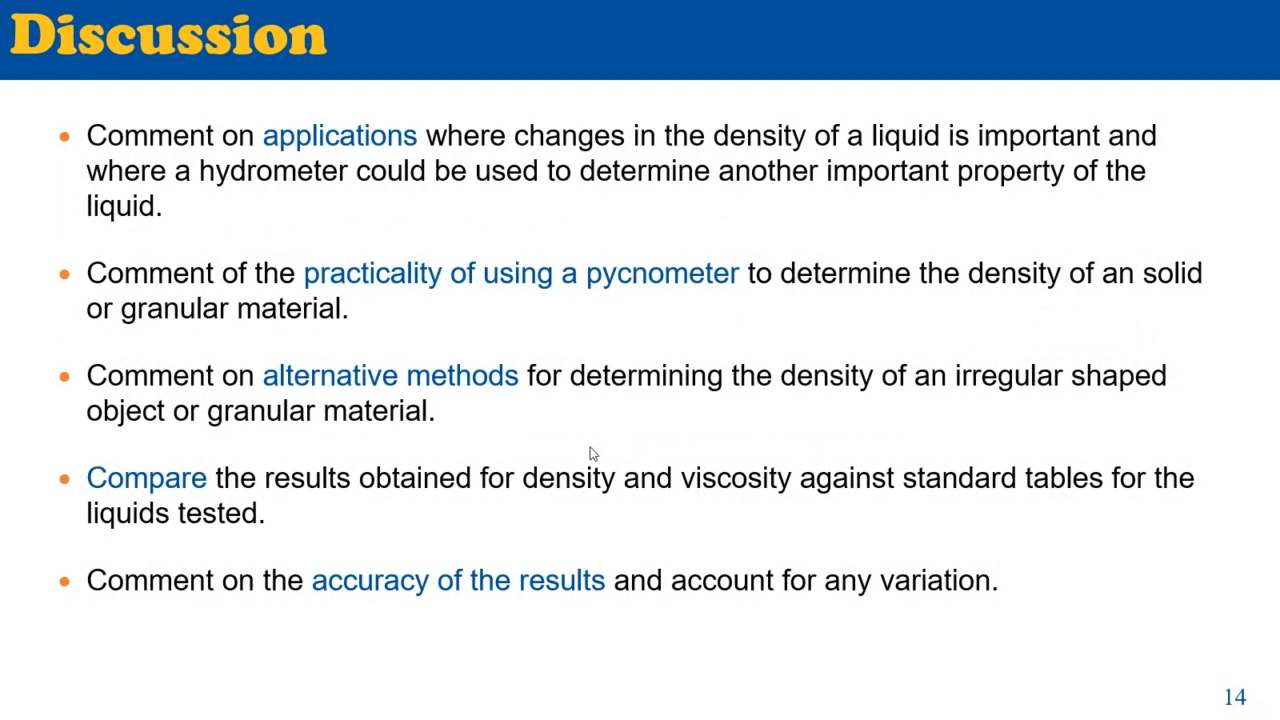 Discussion
• Comment on applications where changes in the density of a liquid is important and
where a hydrometer could be used to determine another important property of the
liquid.
• Comment of the practicality of using a pycnometer to determine the density of an solid
or granular material.
• Comment on alternative methods for determining the density of an irregular shaped
object or granular material.
• Compare the results obtained for density and viscosity against standard tables for the
liquids tested.
• Comment on the accuracy of the results and account for any variation.
14